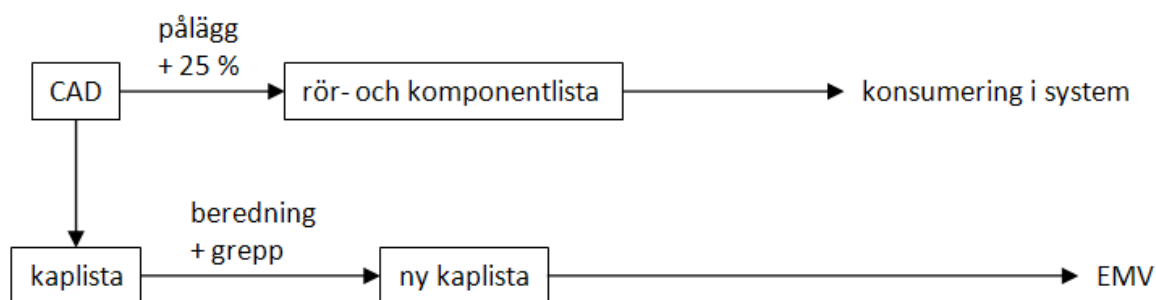 pålägg
+ 25 %
CAD
rör- och komponentlista
konsumering i system
beredning
+ grepp
kaplista
ny kaplista
EMV